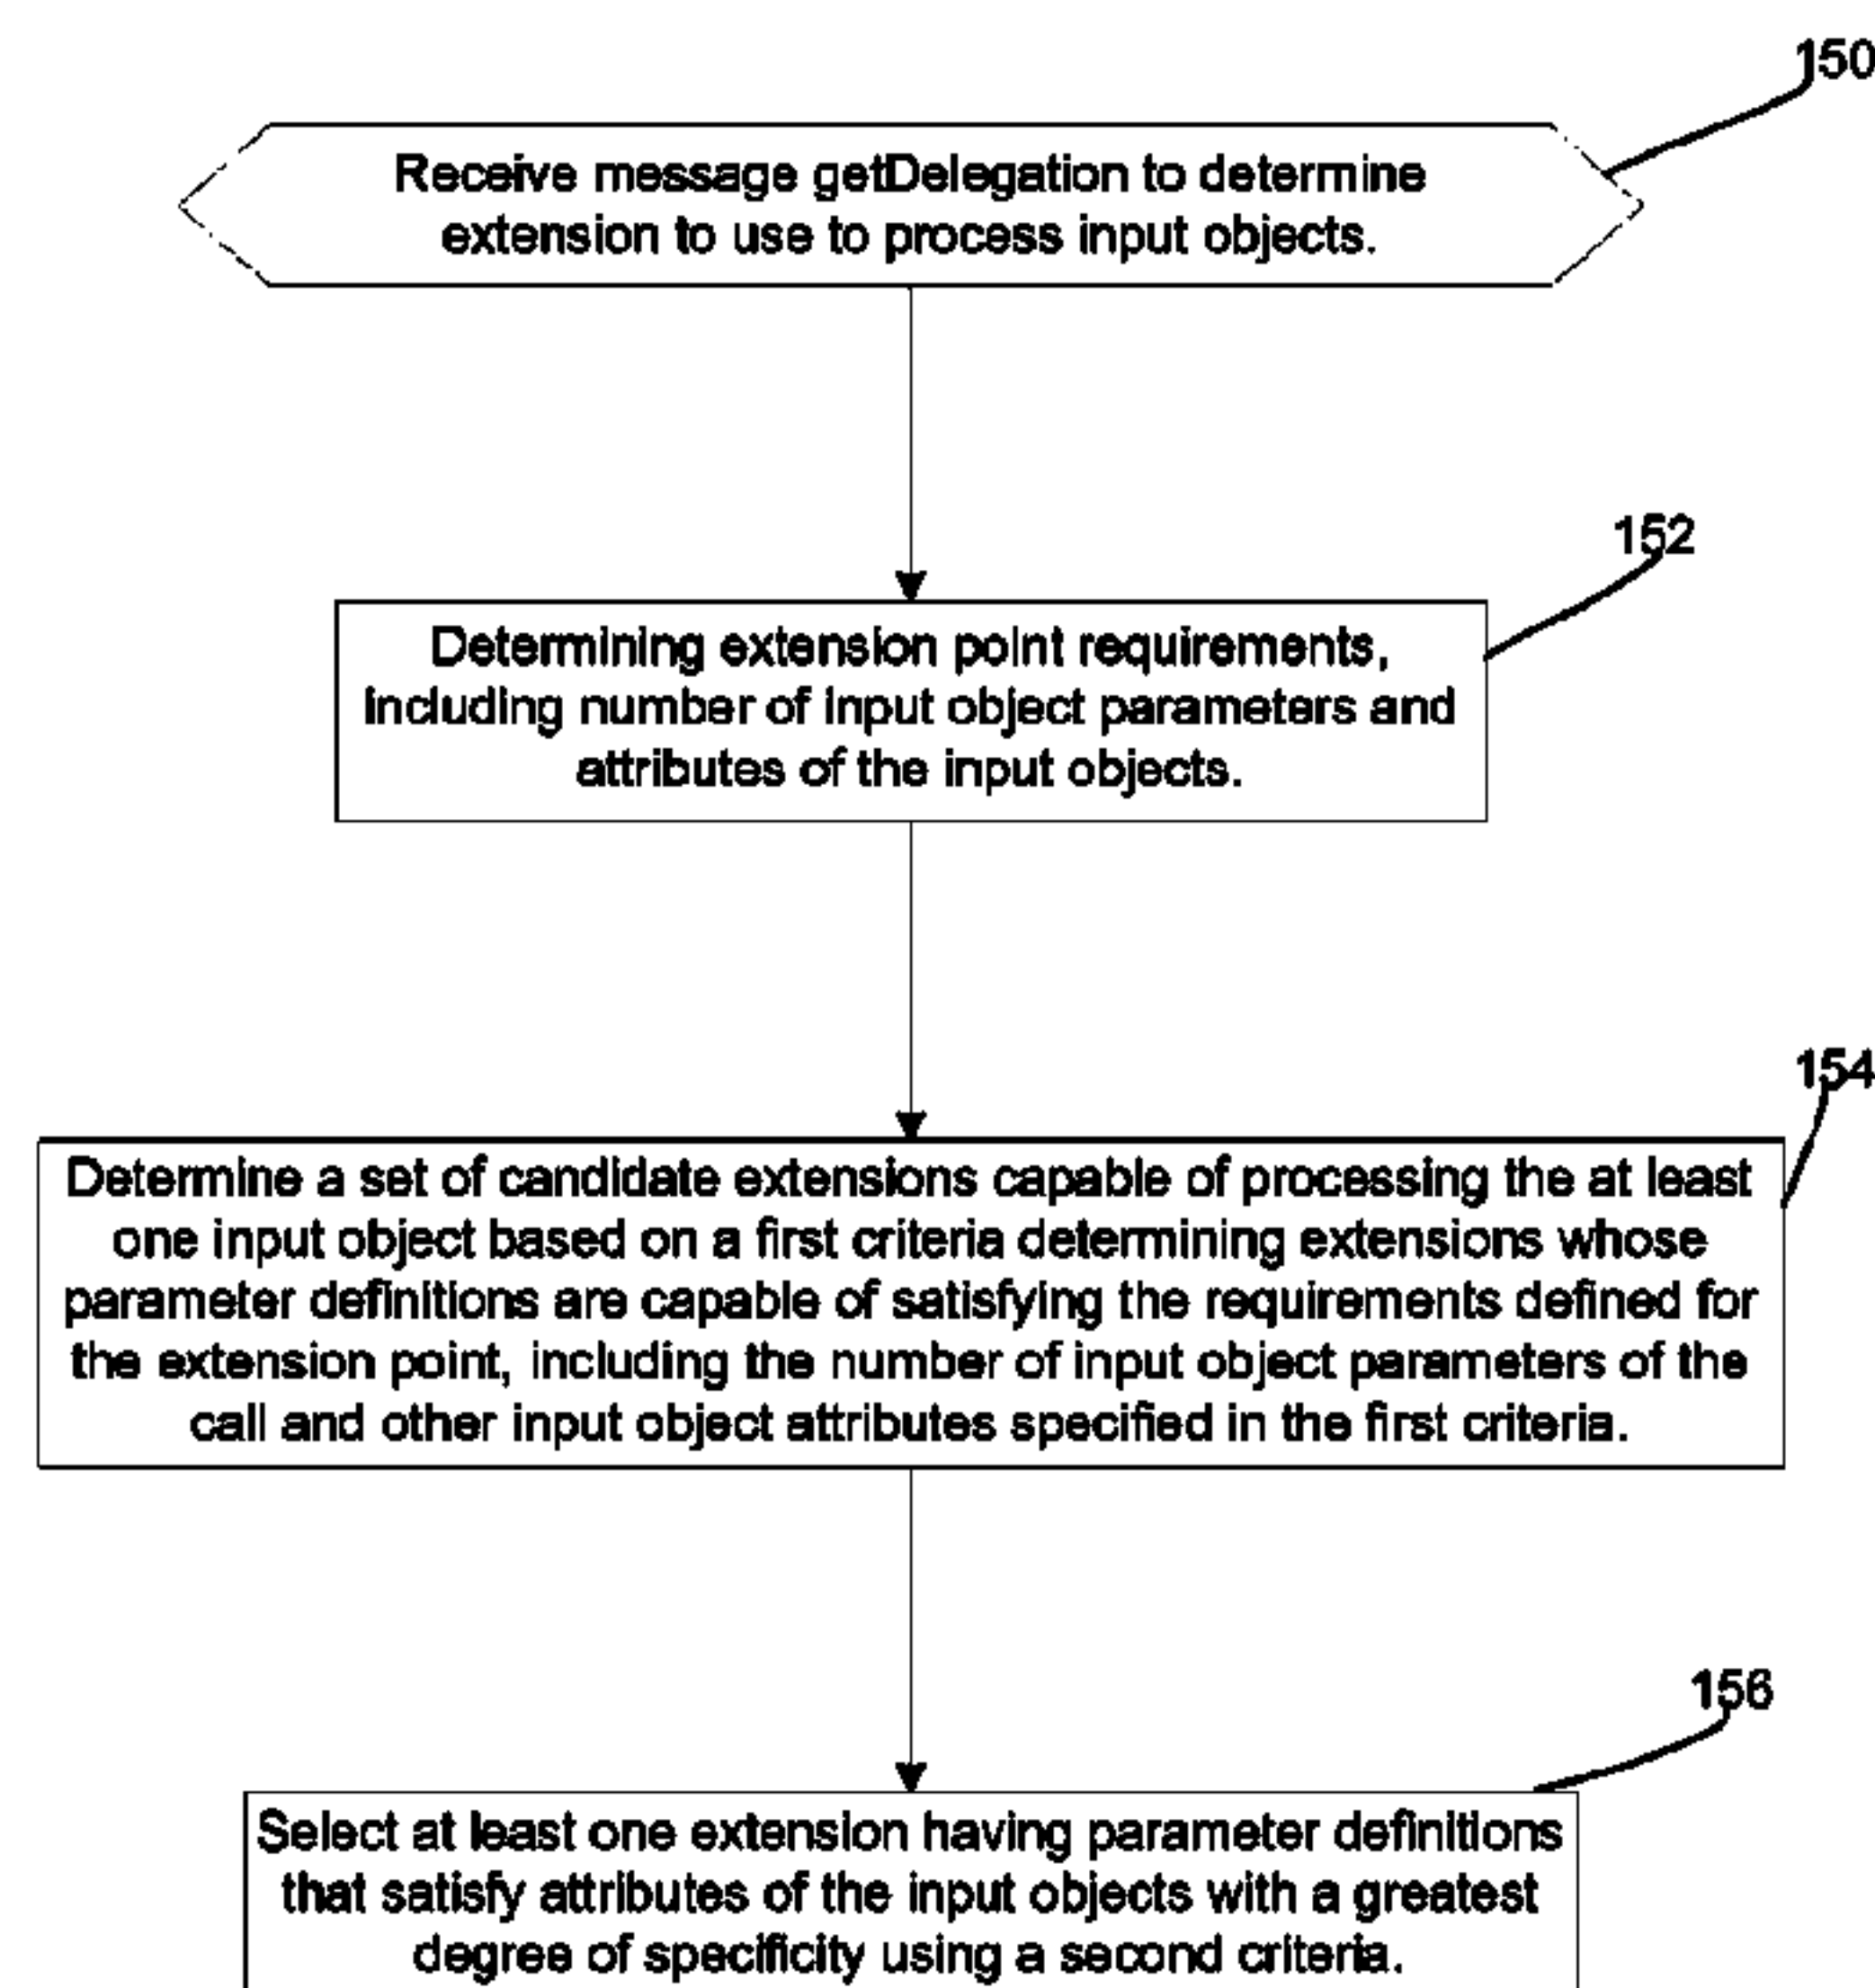 150
Receive message getDelegation to determine
extension to use to process input objects.
152
Determining extension point requirements,
including number of input object parameters and
attributes of the input objects.
154
Determine a set of candidate extensions capable of processing the at least
one input object based on a first criteria determining extensions whose
parameter definitions are capable of satisfying the requirements defined for
the extension point, including the number of input object parameters of the
call and other input object attributes specified in the first criteria.
156
Select at least one extension having parameter definitions
that satisfy attributes of the input objects with a greatest
degree of specificity using a second criteria.